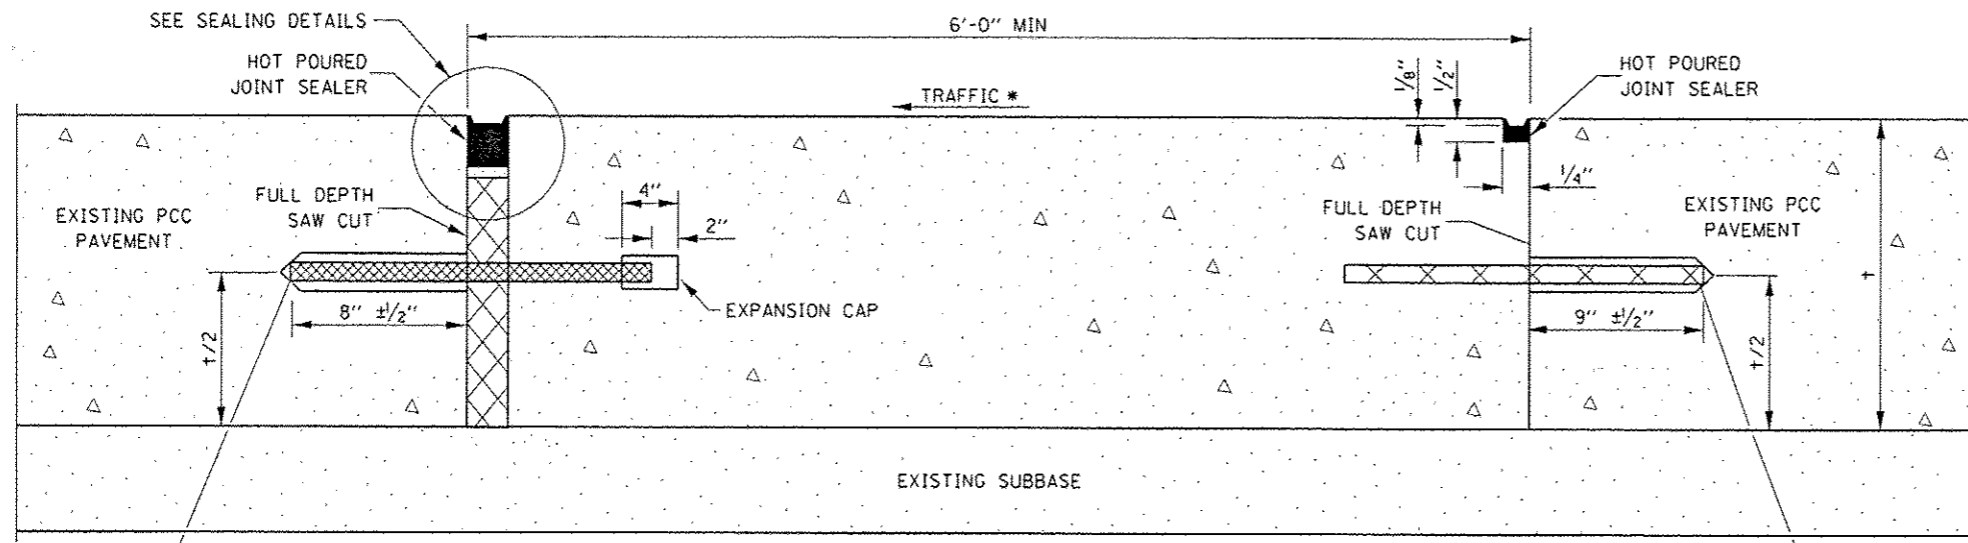 SEE SEALING DETAILS
HOT POURED
JOINT SEALER
6'-0" MIN
TRAFFIC *
1/8"
1/2"
HOT POURED
JOINT SEALER
1/4"
EXISTING PCC
PAVEMENT
FULL DEPTH
SAW CUT
4"
2"
EXPANSION CAP
8" ±1/2"
t/2
FULL DEPTH
SAW CUT
EXISTING PCC
PAVEMENT
9" ±1/2"
t/2
t
EXISTING SUBBASE